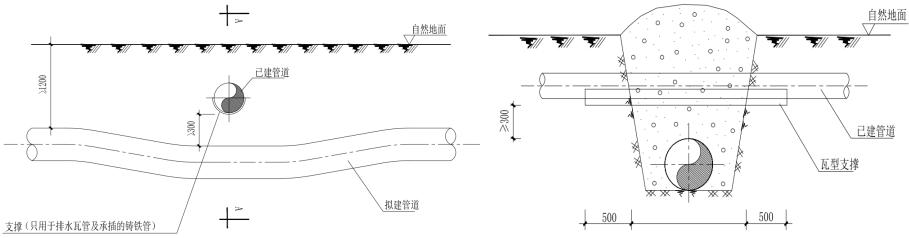 A
自然地面
≥1200
已建管道
≥300
拟建管道
A
支撑(只用于排水瓦管及承插的铸铁管)
自然地面
≥300
已建管道
瓦型支撑
500
500